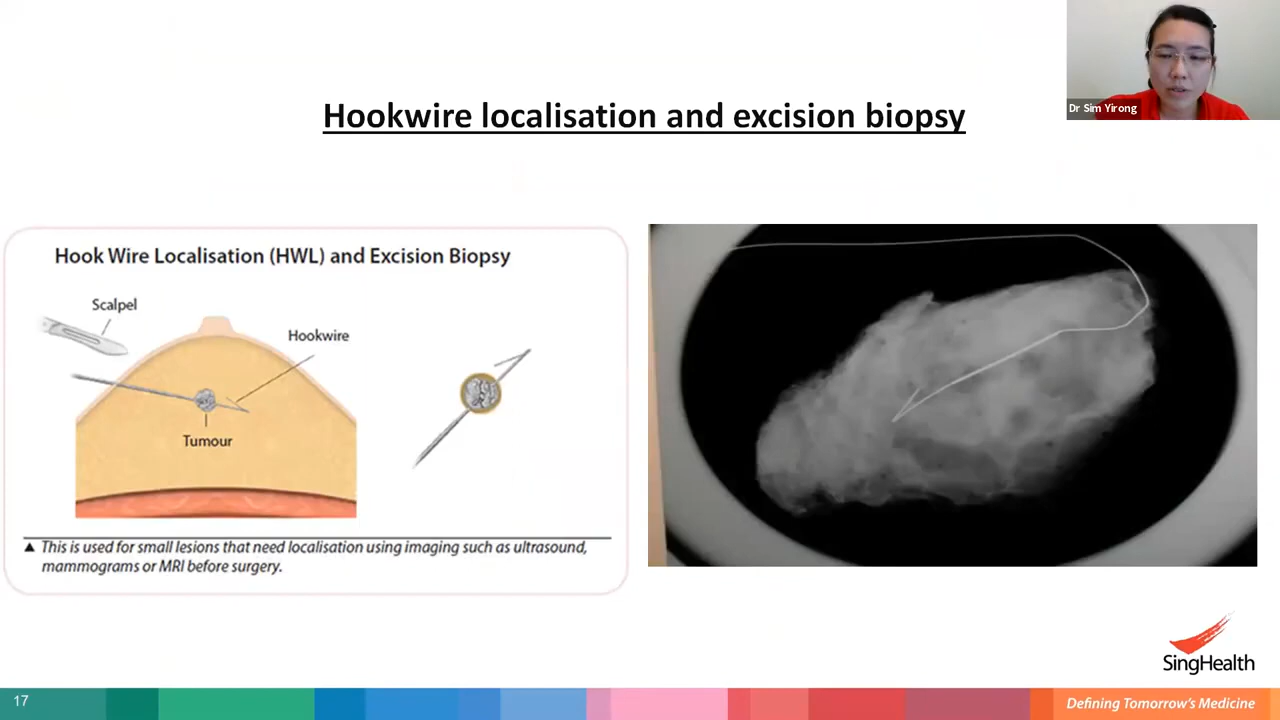 Dr Sim Yirong
Hookwire localisation and excision biopsy
Hook Wire Localisation (HWL) and Excision Biopsy
Scalpel
Hookwire
Tumour
▲ This is used for small lesions that need localisation using imaging such as ultrasound,
mammograms or MRI before surgery.
SingHealth
17
Defining Tomorrow's Medicine